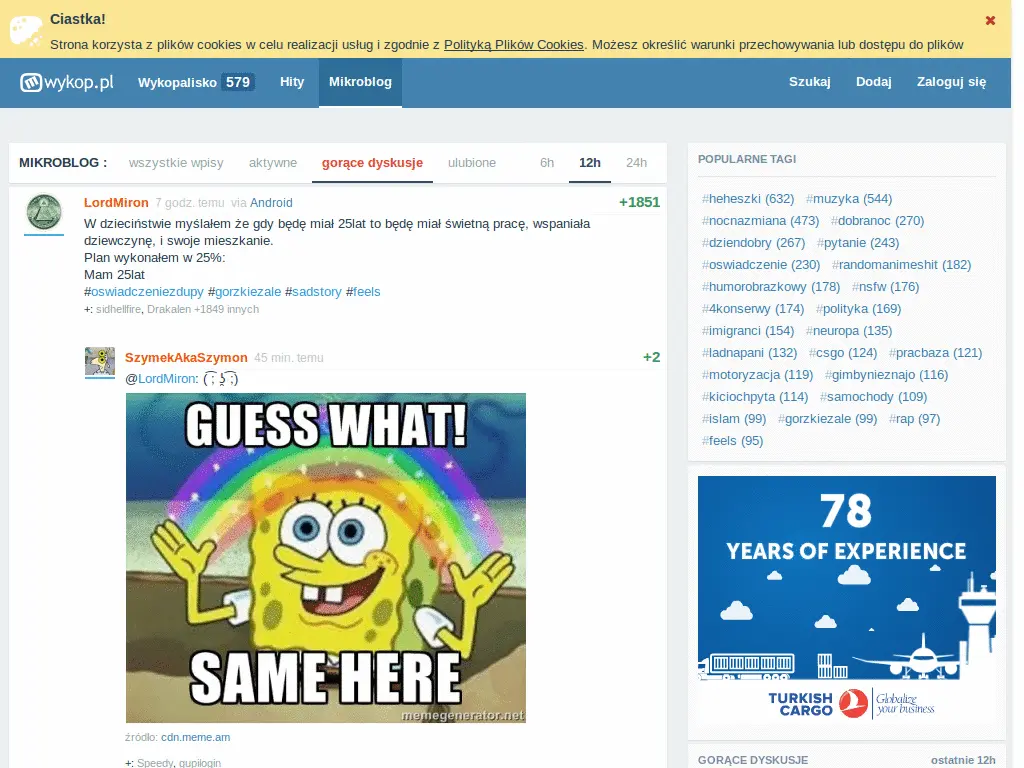 Ciastka!
Strona korzysta z plików cookies w celu realizacji usług i zgodnie z Polityką Plików Cookies. Możesz określić warunki przechowywania lub dostępu do plików
wykop.pl Wykopalisko 579 Hity Mikroblog Szukaj Dodaj Zaloguj się
MIKROBLOG : wszystkie wpisy aktywne gorące dyskusje ulubione 6h 12h 24h
LordMiron 7 godz. temu via Android +1851
W dzieciństwie myślałem że gdy będę miał 25lat to będę miał świetną pracę, wspaniała
dziewczynę, i swoje mieszkanie.
Plan wykonałem w 25%:
Mam 25lat
#oswiadczeniezdupy #gorzkiezale #sadstory #feels
+: sidhellfire, Drakalen +1849 innych
SzymekAkaSzymon 45 min. temu +2
@LordMiron: ( ͡; ʖ̯ ͡;)
GUESS WHAT!
SAME HERE
memegenerator.net
źródło: cdn.meme.am
+: Speedy, gupilogin
POPULARNE TAGI
#heheszki (632) #muzyka (544)
#nocnazmiana (473) #dobranoc (270)
#dziendobry (267) #pytanie (243)
#oswiadczenie (230) #randomanimeshit (182)
#humorobrazkowy (178) #nsfw (176)
#4konserwy (174) #polityka (169)
#imigranci (154) #neuropa (135)
#ladnapani (132) #csgo (124) #pracbaza (121)
#motoryzacja (119) #gimbynieznajo (116)
#kiciochpyta (114) #samochody (109)
#islam (99) #gorzkiezale (99) #rap (97)
#feels (95)
78
YEARS OF EXPERIENCE
TURKISH
CARGO
Globalize
your business
GORĄCE DYSKUSJE ostatnie 12h